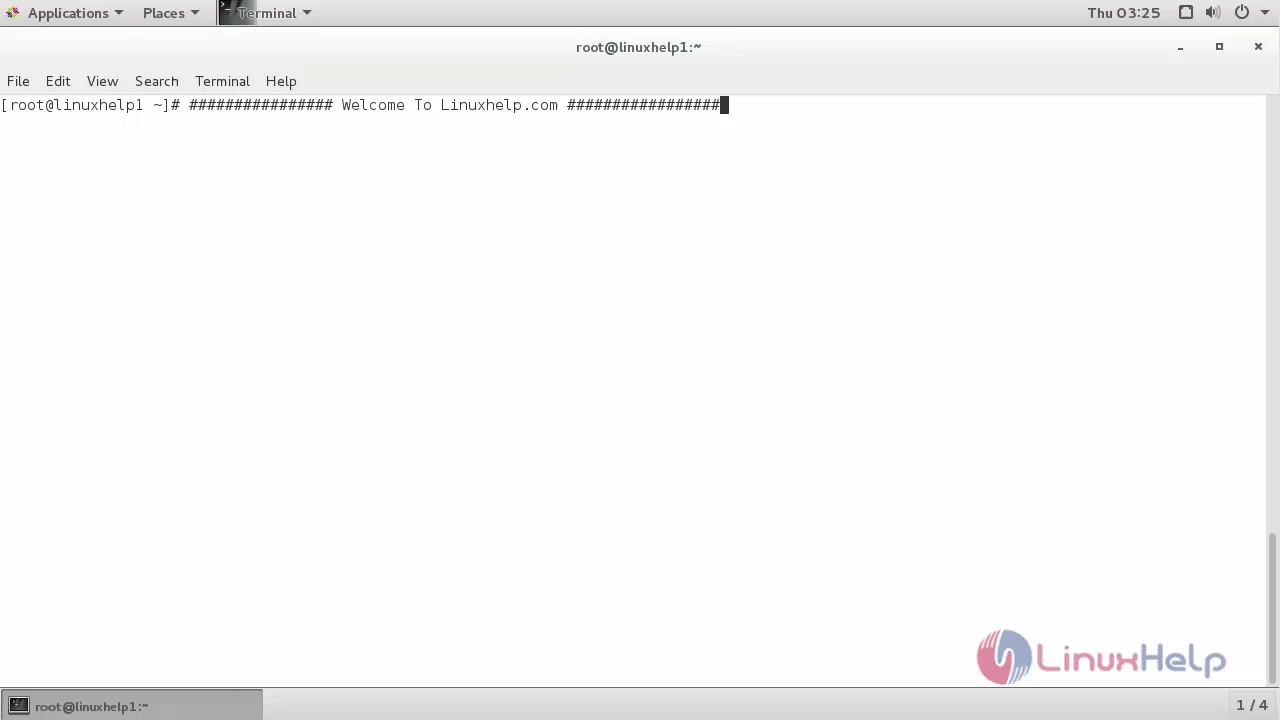 Applications Places Terminal Thu 03:25
root@linuxhelp1:~
File Edit View Search Terminal Help
[root@linuxhelp1 ~]# ################ Welcome To Linuxhelp.com #################
LinuxHelp
root@linuxhelp1:~ 1 / 4